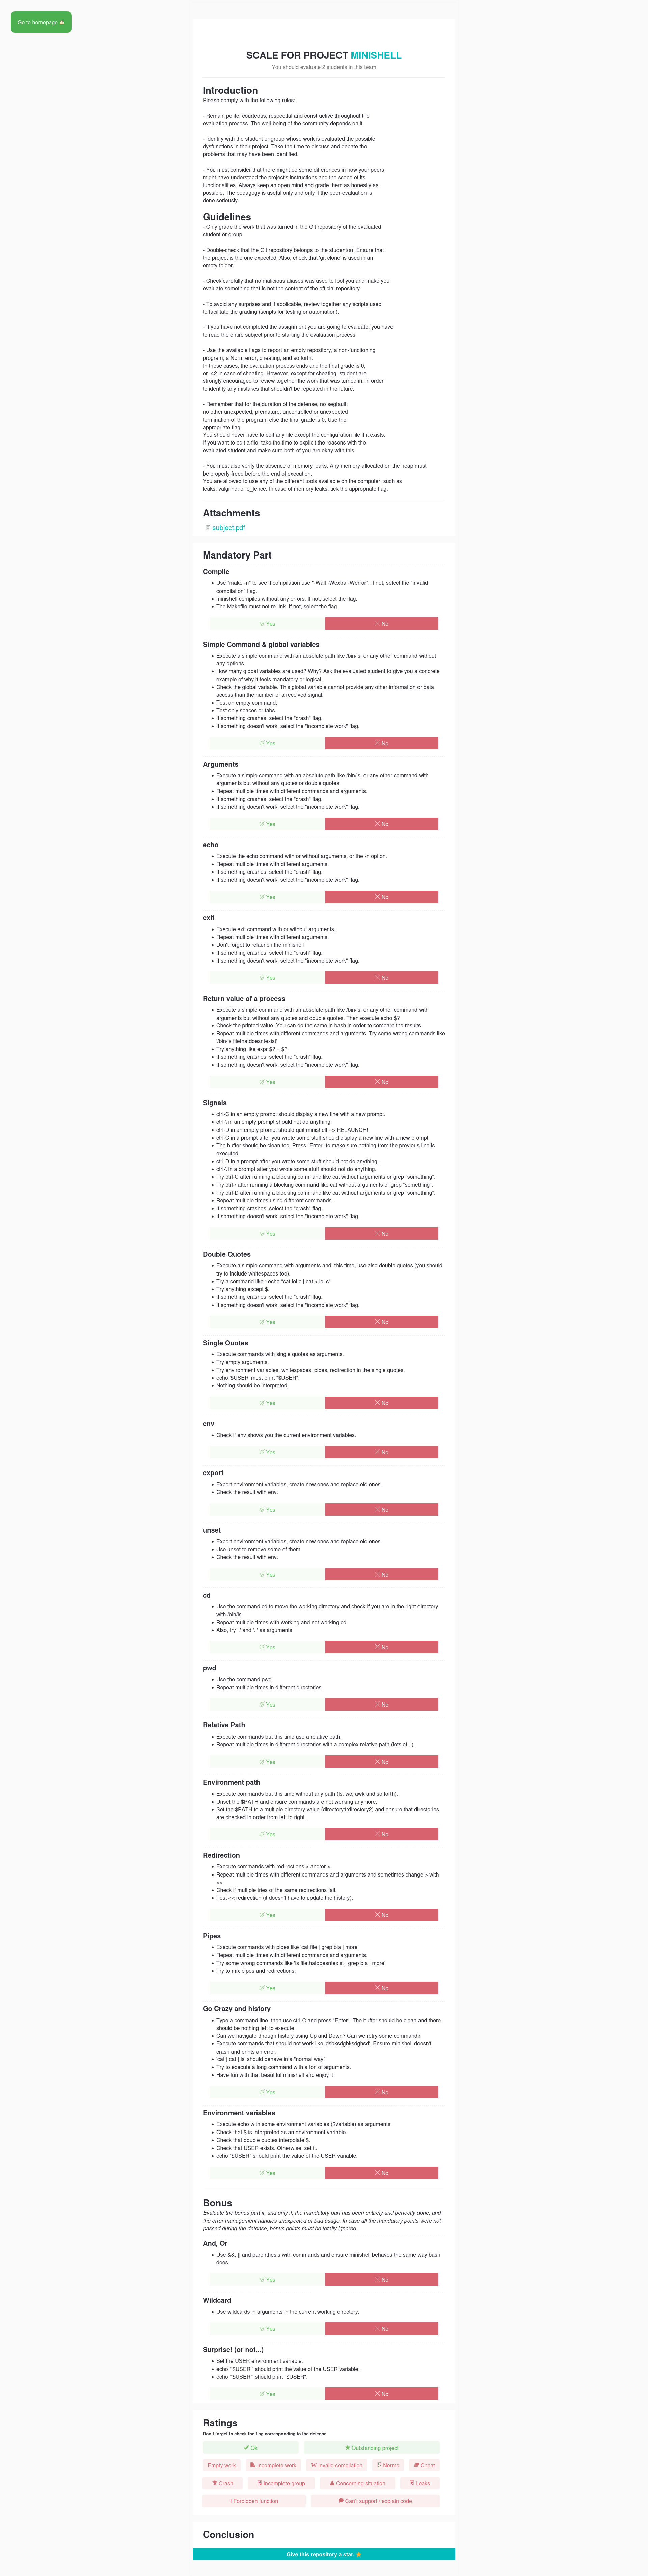 Go to homepage
SCALE FOR PROJECT MINISHELL
You should evaluate 2 students in this team
Introduction
Please comply with the following rules:
- Remain polite, courteous, respectful and constructive throughout the
evaluation process. The well-being of the community depends on it.
- Identify with the student or group whose work is evaluated the possible
dysfunctions in their project. Take the time to discuss and debate the
problems that may have been identified.
- You must consider that there might be some differences in how your peers
might have understood the project's instructions and the scope of its
functionalities. Always keep an open mind and grade them as honestly as
possible. The pedagogy is useful only and only if the peer-evaluation is
done seriously.
Guidelines
- Only grade the work that was turned in the Git repository of the evaluated
student or group.
- Double-check that the Git repository belongs to the student(s). Ensure that
the project is the one expected. Also, check that 'git clone' is used in an
empty folder.
- Check carefully that no malicious aliases was used to fool you and make you
evaluate something that is not the content of the official repository.
- To avoid any surprises and if applicable, review together any scripts used
to facilitate the grading (scripts for testing or automation).
- If you have not completed the assignment you are going to evaluate, you have
to read the entire subject prior to starting the evaluation process.
- Use the available flags to report an empty repository, a non-functioning
program, a Norm error, cheating, and so forth.
In these cases, the evaluation process ends and the final grade is 0,
or -42 in case of cheating. However, except for cheating, student are
strongly encouraged to review together the work that was turned in, in order
to identify any mistakes that shouldn't be repeated in the future.
- Remember that for the duration of the defense, no segfault,
no other unexpected, premature, uncontrolled or unexpected
termination of the program, else the final grade is 0. Use the
appropriate flag.
You should never have to edit any file except the configuration file if it exists.
If you want to edit a file, take the time to explicit the reasons with the
evaluated student and make sure both of you are okay with this.
- You must also verify the absence of memory leaks. Any memory allocated on the heap must
be properly freed before the end of execution.
You are allowed to use any of the different tools available on the computer, such as
leaks, valgrind, or e_fence. In case of memory leaks, tick the appropriate flag.
Attachments
subject.pdf
Mandatory Part
Compile
• Use "make -n" to see if compilation use "-Wall -Wextra -Werror". If not, select the "invalid
compilation" flag.
• minishell compiles without any errors. If not, select the flag.
• The Makefile must not re-link. If not, select the flag.
Yes No
Simple Command & global variables
• Execute a simple command with an absolute path like /bin/ls, or any other command without
any options.
• How many global variables are used? Why? Ask the evaluated student to give you a concrete
example of why it feels mandatory or logical.
• Check the global variable. This global variable cannot provide any other information or data
access than the number of a received signal.
• Test an empty command.
• Test only spaces or tabs.
• If something crashes, select the "crash" flag.
• If something doesn't work, select the "incomplete work" flag.
Yes No
Arguments
• Execute a simple command with an absolute path like /bin/ls, or any other command with
arguments but without any quotes or double quotes.
• Repeat multiple times with different commands and arguments.
• If something crashes, select the "crash" flag.
• If something doesn't work, select the "incomplete work" flag.
Yes No
echo
• Execute the echo command with or without arguments, or the -n option.
• Repeat multiple times with different arguments.
• If something crashes, select the "crash" flag.
• If something doesn't work, select the "incomplete work" flag.
Yes No
exit
• Execute exit command with or without arguments.
• Repeat multiple times with different arguments.
• Don't forget to relaunch the minishell
• If something crashes, select the "crash" flag.
• If something doesn't work, select the "incomplete work" flag.
Yes No
Return value of a process
• Execute a simple command with an absolute path like /bin/ls, or any other command with
arguments but without any quotes and double quotes. Then execute echo $?
• Check the printed value. You can do the same in bash in order to compare the results.
• Repeat multiple times with different commands and arguments. Try some wrong commands like
'/bin/ls filethatdoesntexist'
• Try anything like expr $? + $?
• If something crashes, select the "crash" flag.
• If something doesn't work, select the "incomplete work" flag.
Yes No
Signals
• ctrl-C in an empty prompt should display a new line with a new prompt.
• ctrl-\ in an empty prompt should not do anything.
• ctrl-D in an empty prompt should quit minishell --> RELAUNCH!
• ctrl-C in a prompt after you wrote some stuff should display a new line with a new prompt.
• The buffer should be clean too. Press "Enter" to make sure nothing from the previous line is
executed.
• ctrl-D in a prompt after you wrote some stuff should not do anything.
• ctrl-\ in a prompt after you wrote some stuff should not do anything.
• Try ctrl-C after running a blocking command like cat without arguments or grep "something".
• Try ctrl-\ after running a blocking command like cat without arguments or grep "something".
• Try ctrl-D after running a blocking command like cat without arguments or grep "something".
• Repeat multiple times using different commands.
• If something crashes, select the "crash" flag.
• If something doesn't work, select the "incomplete work" flag.
Yes No
Double Quotes
• Execute a simple command with arguments and, this time, use also double quotes (you should
try to include whitespaces too).
• Try a command like : echo "cat lol.c | cat > lol.c"
• Try anything except $.
• If something crashes, select the "crash" flag.
• If something doesn't work, select the "incomplete work" flag.
Yes No
Single Quotes
• Execute commands with single quotes as arguments.
• Try empty arguments.
• Try environment variables, whitespaces, pipes, redirection in the single quotes.
• echo '$USER' must print "$USER".
• Nothing should be interpreted.
Yes No
env
• Check if env shows you the current environment variables.
Yes No
export
• Export environment variables, create new ones and replace old ones.
• Check the result with env.
Yes No
unset
• Export environment variables, create new ones and replace old ones.
• Use unset to remove some of them.
• Check the result with env.
Yes No
cd
• Use the command cd to move the working directory and check if you are in the right directory
with /bin/ls
• Repeat multiple times with working and not working cd
• Also, try '.' and '..' as arguments.
Yes No
pwd
• Use the command pwd.
• Repeat multiple times in different directories.
Yes No
Relative Path
• Execute commands but this time use a relative path.
• Repeat multiple times in different directories with a complex relative path (lots of ..).
Yes No
Environment path
• Execute commands but this time without any path (ls, wc, awk and so forth).
• Unset the $PATH and ensure commands are not working anymore.
• Set the $PATH to a multiple directory value (directory1:directory2) and ensure that directories
are checked in order from left to right.
Yes No
Redirection
• Execute commands with redirections < and/or >
• Repeat multiple times with different commands and arguments and sometimes change > with
>>
• Check if multiple tries of the same redirections fail.
• Test << redirection (it doesn't have to update the history).
Yes No
Pipes
• Execute commands with pipes like 'cat file | grep bla | more'
• Repeat multiple times with different commands and arguments.
• Try some wrong commands like 'ls filethatdoesntexist | grep bla | more'
• Try to mix pipes and redirections.
Yes No
Go Crazy and history
• Type a command line, then use ctrl-C and press "Enter". The buffer should be clean and there
should be nothing left to execute.
• Can we navigate through history using Up and Down? Can we retry some command?
• Execute commands that should not work like 'dsbksdgbksdghsd'. Ensure minishell doesn't
crash and prints an error.
• 'cat | cat | ls' should behave in a "normal way".
• Try to execute a long command with a ton of arguments.
• Have fun with that beautiful minishell and enjoy it!
Yes No
Environment variables
• Execute echo with some environment variables ($variable) as arguments.
• Check that $ is interpreted as an environment variable.
• Check that double quotes interpolate $.
• Check that USER exists. Otherwise, set it.
• echo "$USER" should print the value of the USER variable.
Yes No
Bonus
Evaluate the bonus part if, and only if, the mandatory part has been entirely and perfectly done, and
the error management handles unexpected or bad usage. In case all the mandatory points were not
passed during the defense, bonus points must be totally ignored.
And, Or
• Use &&, || and parenthesis with commands and ensure minishell behaves the same way bash
does.
Yes No
Wildcard
• Use wildcards in arguments in the current working directory.
Yes No
Surprise! (or not...)
• Set the USER environment variable.
• echo "'$USER'" should print the value of the USER variable.
• echo '"$USER"' should print "$USER".
Yes No
Ratings
Don't forget to check the flag corresponding to the defense
Ok Outstanding project
Empty work Incomplete work Invalid compilation Norme Cheat
Crash Incomplete group Concerning situation Leaks
Forbidden function Can't support / explain code
Conclusion
Give this repository a star.